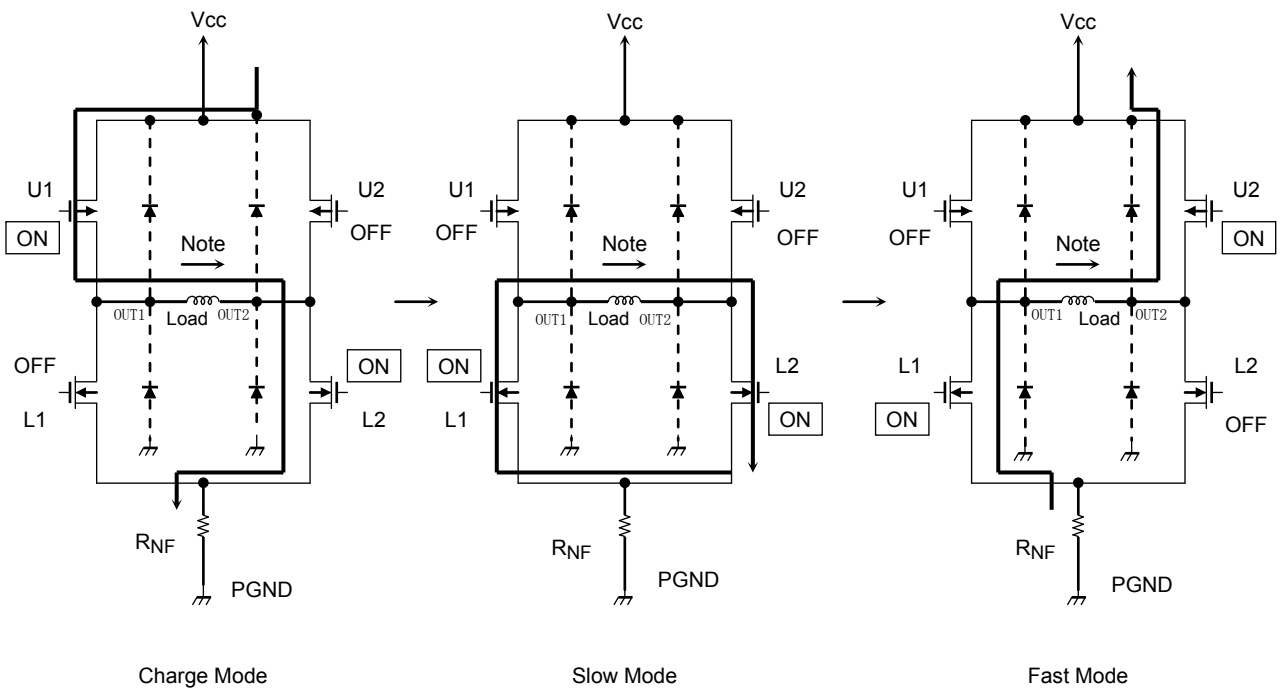 Vcc
U1
ON
U2
OFF
Note
OUT1
Load
OUT2
OFF
L1
ON
L2
RNF
PGND
Charge Mode
Vcc
U1
OFF
U2
OFF
Note
OUT1
Load
OUT2
ON
L1
L2
ON
RNF
PGND
Slow Mode
Vcc
U1
OFF
U2
ON
Note
OUT1
Load
OUT2
L1
ON
L2
OFF
RNF
PGND
Fast Mode